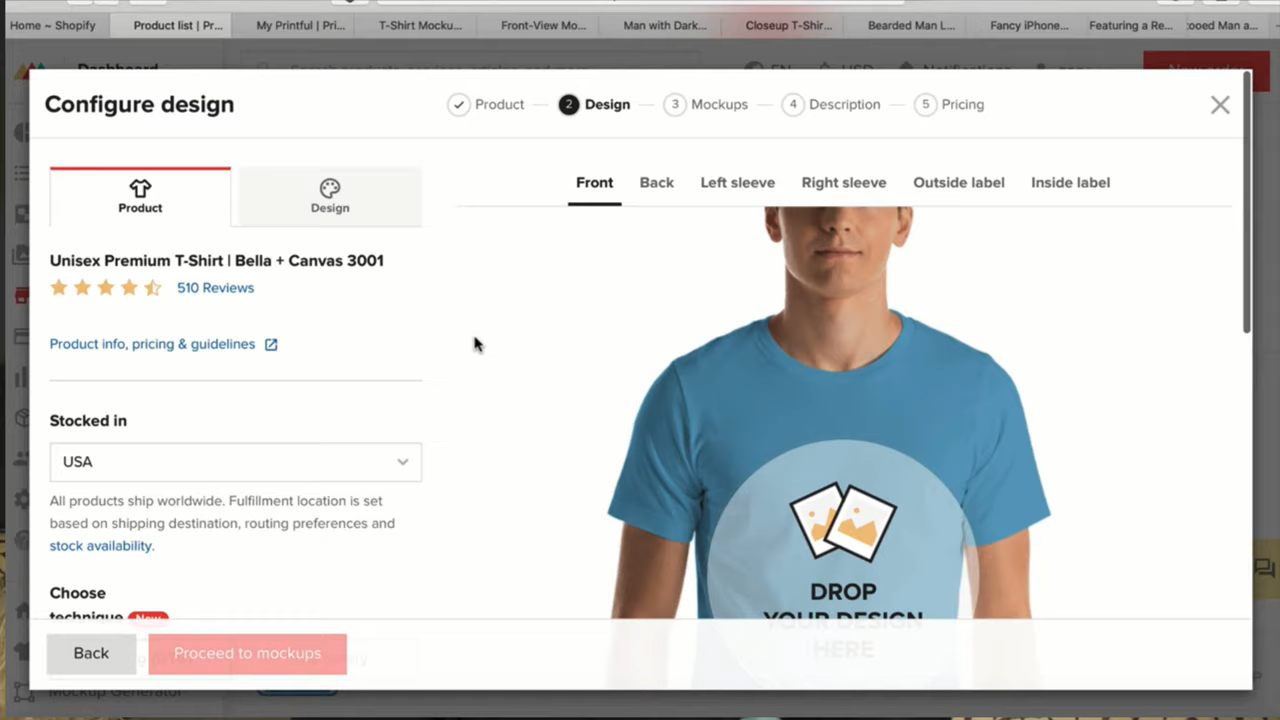 Home ~ Shopify
Product list | Pr...
My Printful | Pri...
T-Shirt Mocku...
Front-View Mo...
Man with Dark...
Closeup T-Shir...
Bearded Man L...
Fancy iPhone...
Featuring a Re...
:ooed Man a...
Dashboard
Configure design
Product
2 Design
3 Mockups
4 Description
5 Pricing
Product
Design
Front
Back
Left sleeve
Right sleeve
Outside label
Inside label
Unisex Premium T-Shirt | Bella + Canvas 3001
510 Reviews
Product info, pricing & guidelines
Stocked in
USA
All products ship worldwide. Fulfillment location is set
based on shipping destination, routing preferences and
stock availability.
Choose
technique New
DROP
YOUR DESIGN
HERE
Back
Proceed to mockups
Mockup Generator